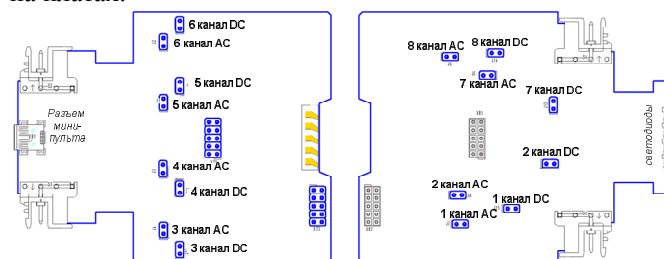 на платах.
6 канал DC
6 канал AC
5 канал DC
5 канал AC
Разъем
мини-
пульта
4 канал AC
4 канал DC
3 канал AC
3 канал DC
8 канал AC
8 канал DC
7 канал AC
7 канал DC
2 канал DC
2 канал AC
1 канал DC
1 канал AC
светодиоды